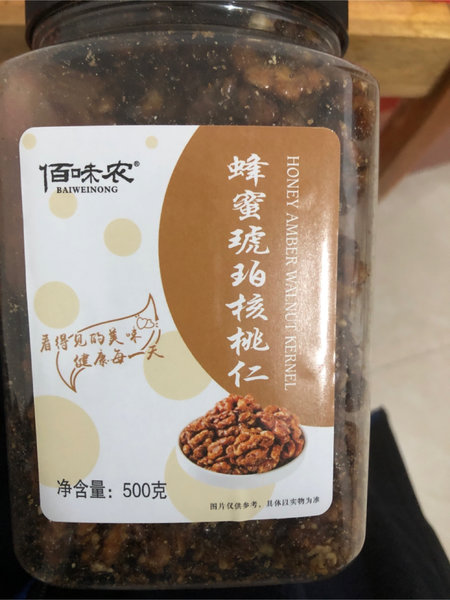 佰味农®
BAIWEINONG
蜂蜜琥珀核桃仁
HONEY AMBER WALNUT KERNEL
看得见的美味
健康每一天
净含量：500克
图片仅供参考，具体以实物为准